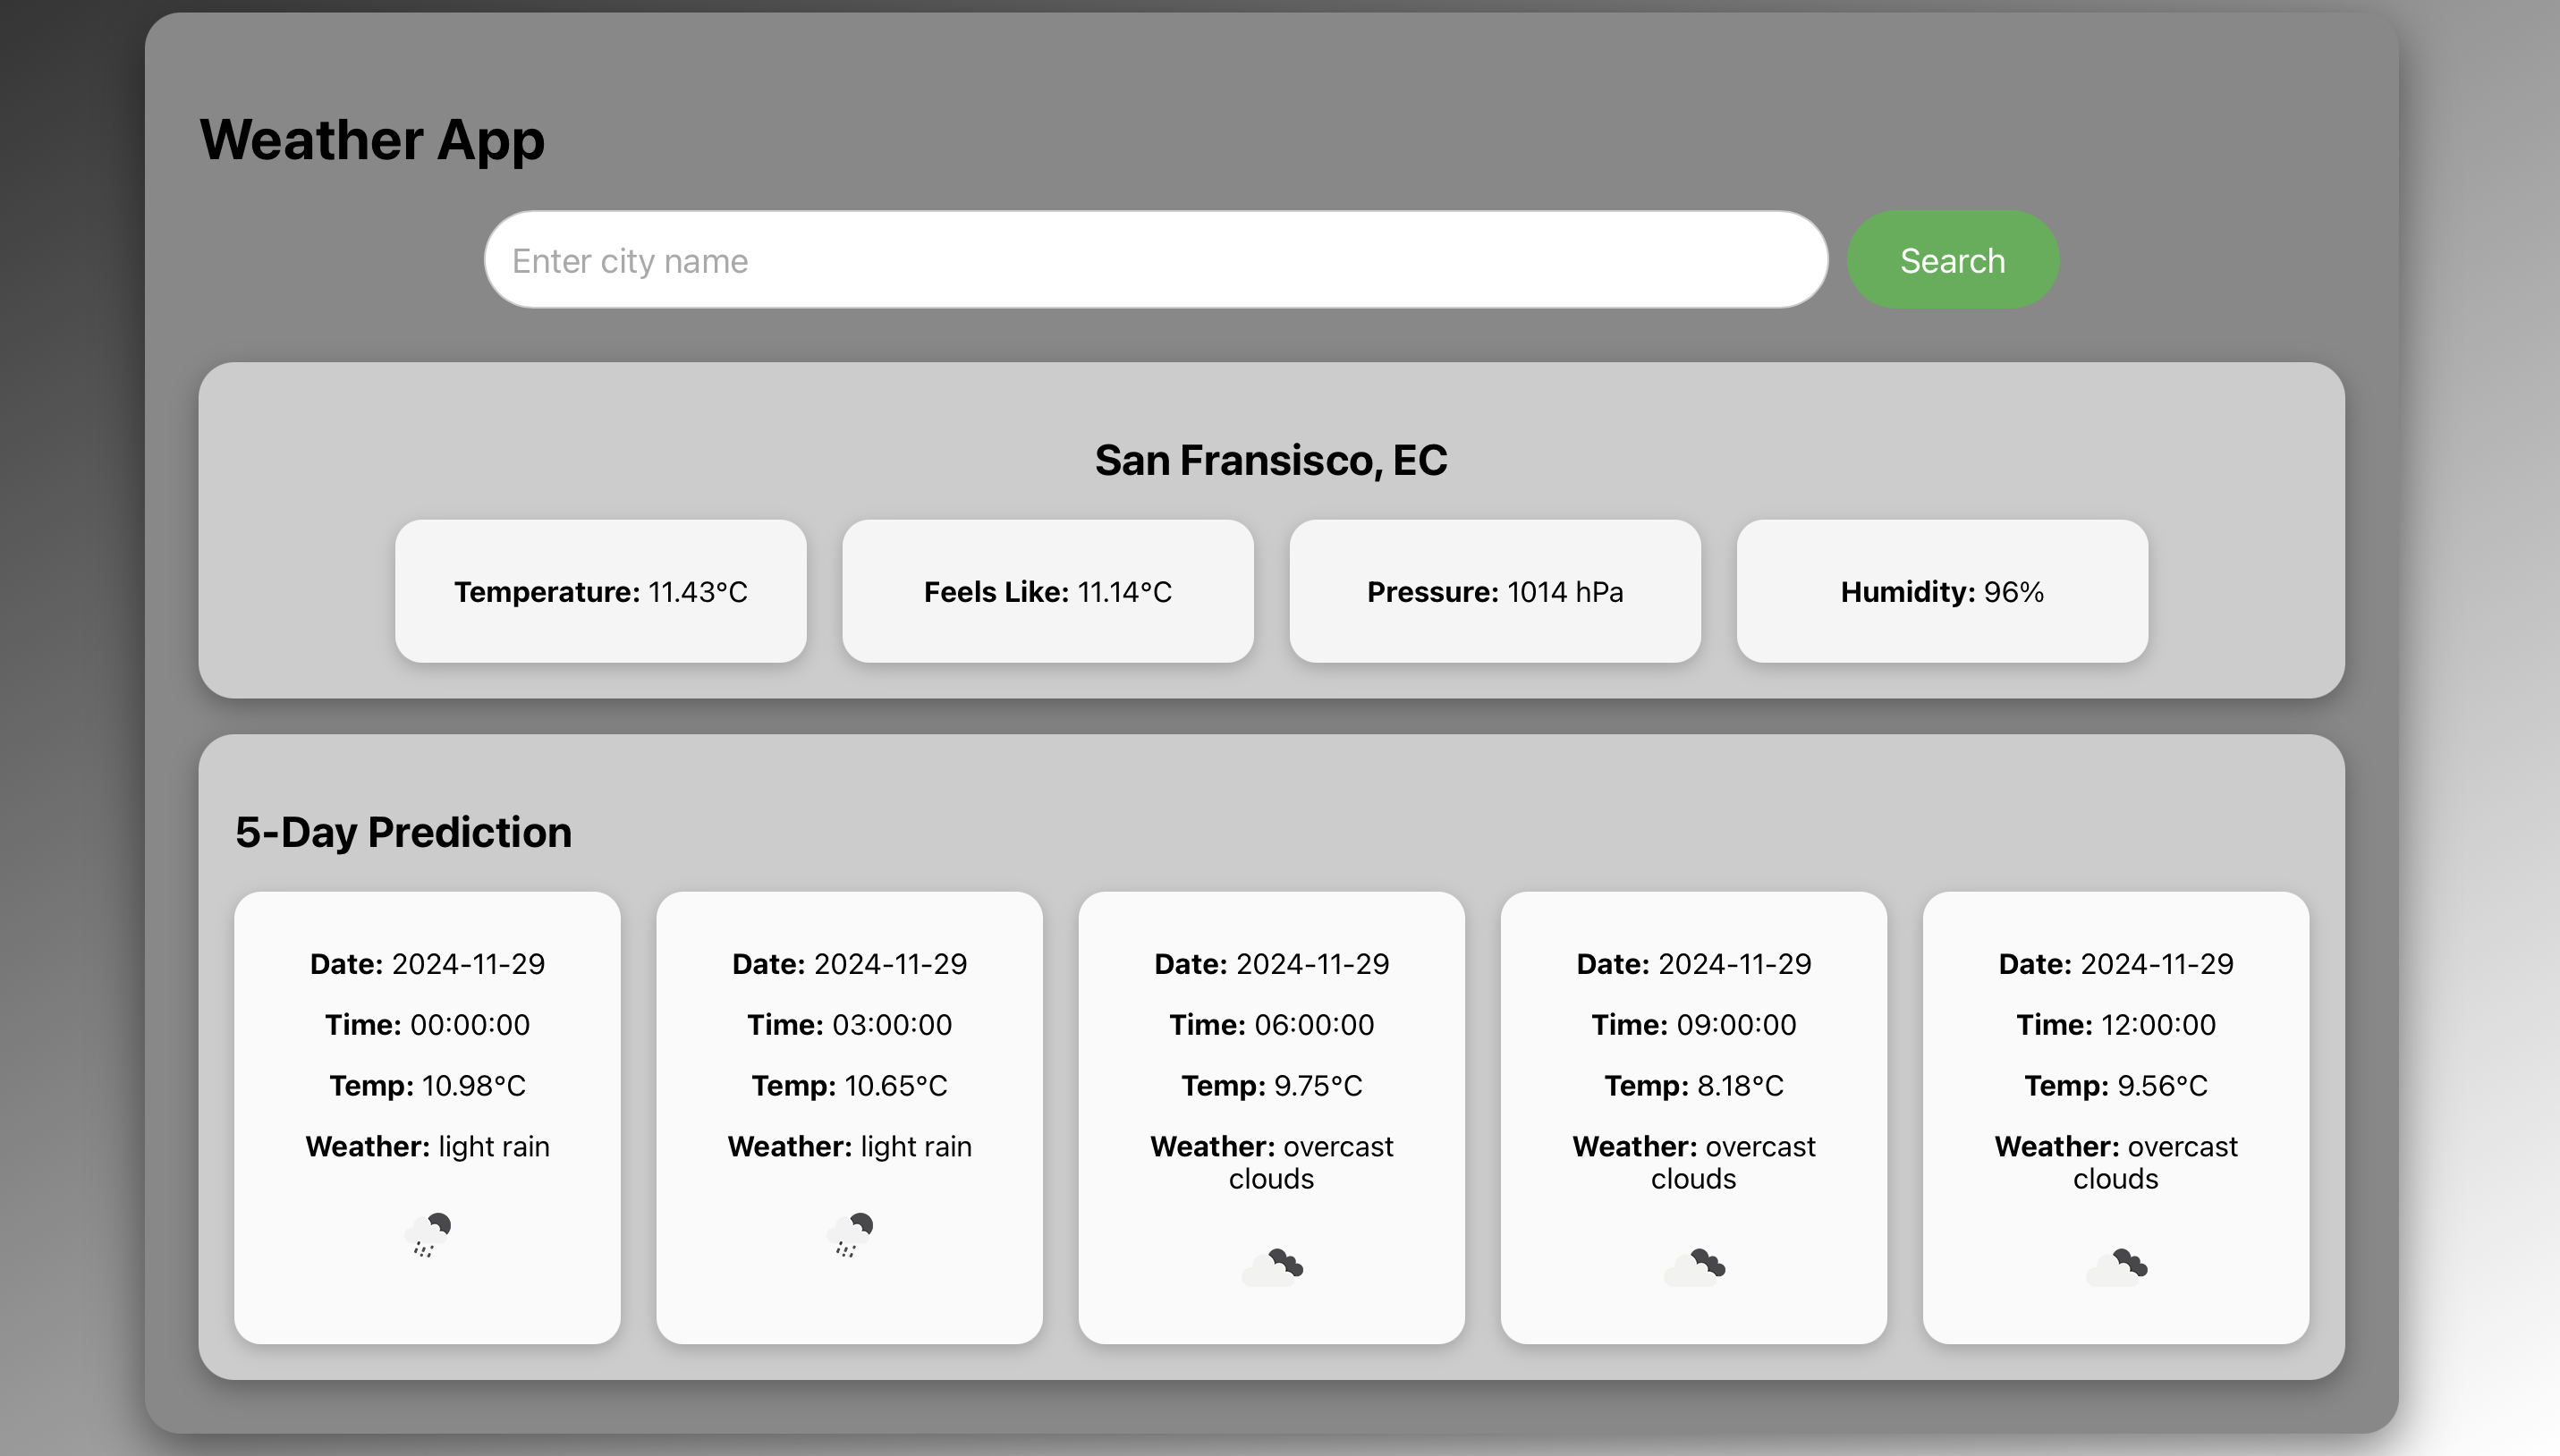 Weather App
Enter city name
Search
San Fransisco, EC
Temperature: 11.43°C
Feels Like: 11.14°C
Pressure: 1014 hPa
Humidity: 96%
5-Day Prediction
Date: 2024-11-29
Time: 00:00:00
Temp: 10.98°C
Weather: light rain
Date: 2024-11-29
Time: 03:00:00
Temp: 10.65°C
Weather: light rain
Date: 2024-11-29
Time: 06:00:00
Temp: 9.75°C
Weather: overcast
clouds
Date: 2024-11-29
Time: 09:00:00
Temp: 8.18°C
Weather: overcast
clouds
Date: 2024-11-29
Time: 12:00:00
Temp: 9.56°C
Weather: overcast
clouds